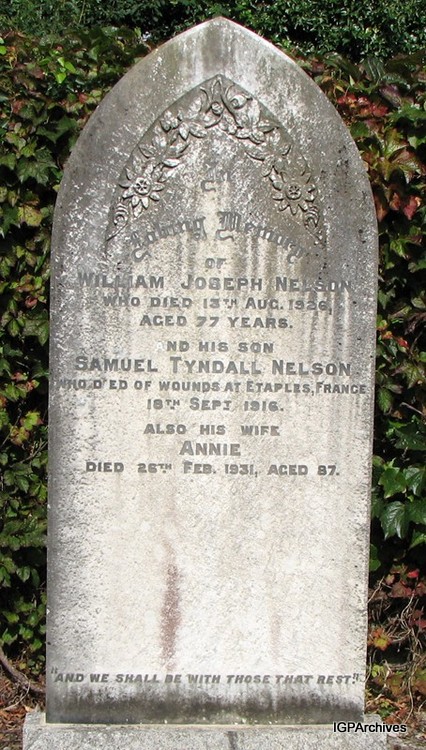 In
Loving Memory
OF
WILLIAM JOSEPH NELSON
WHO DIED 13TH AUG. 1926,
AGED 77 YEARS.
ND HIS SON
SAMUEL TYNDALL NELSON
WHO DIED OF WOUNDS AT ETAPLES, FRANCE
18TH SEPT 1916.
ALSO HIS WIFE
ANNIE
DIED 26TH FEB. 1931, AGED 87.
"AND WE SHALL BE WITH THOSE THAT REST".
IGPArchives